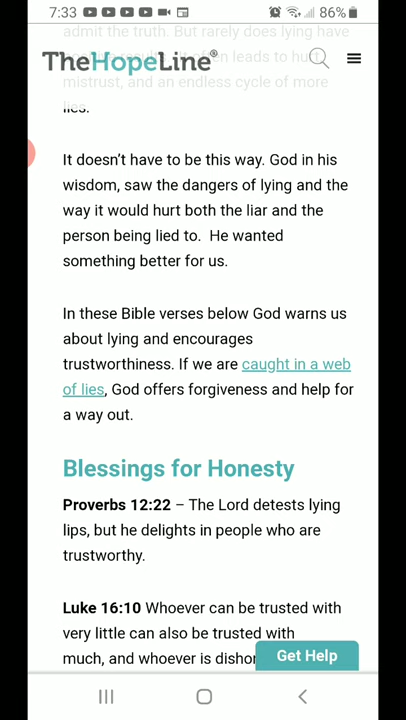 7:33
86%
admit the truth. But rarely does lying have
TheHopeLine®
often leads to hurt,
mistrust, and an endless cycle of more
lies.
It doesn’t have to be this way. God in his
wisdom, saw the dangers of lying and the
way it would hurt both the liar and the
person being lied to.  He wanted
something better for us.
In these Bible verses below God warns us
about lying and encourages
trustworthiness. If we are caught in a web
of lies, God offers forgiveness and help for
a way out.
Blessings for Honesty
Proverbs 12:22 – The Lord detests lying
lips, but he delights in people who are
trustworthy.
Luke 16:10 Whoever can be trusted with
very little can also be trusted with
much, and whoever is dishon
Get Help